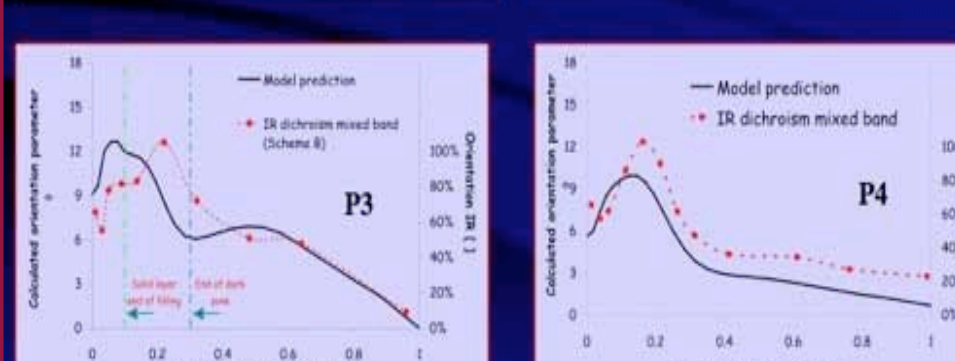 18
15
12
9
6
3
0
Calculated orientation parameter
Model prediction
IR dichroism mixed band
(Scheme B)
P3
Solid layer
end of filling
End of dark
zone
100%
80%
60%
40%
20%
0%
Orientation IR ( )
0 0.2 0.4 0.6 0.8 1
18
15
12
9
6
3
0
Calculated orientation parameter
Model prediction
IR dichroism mixed band
P4
0 0.2 0.4 0.6 0.8 1